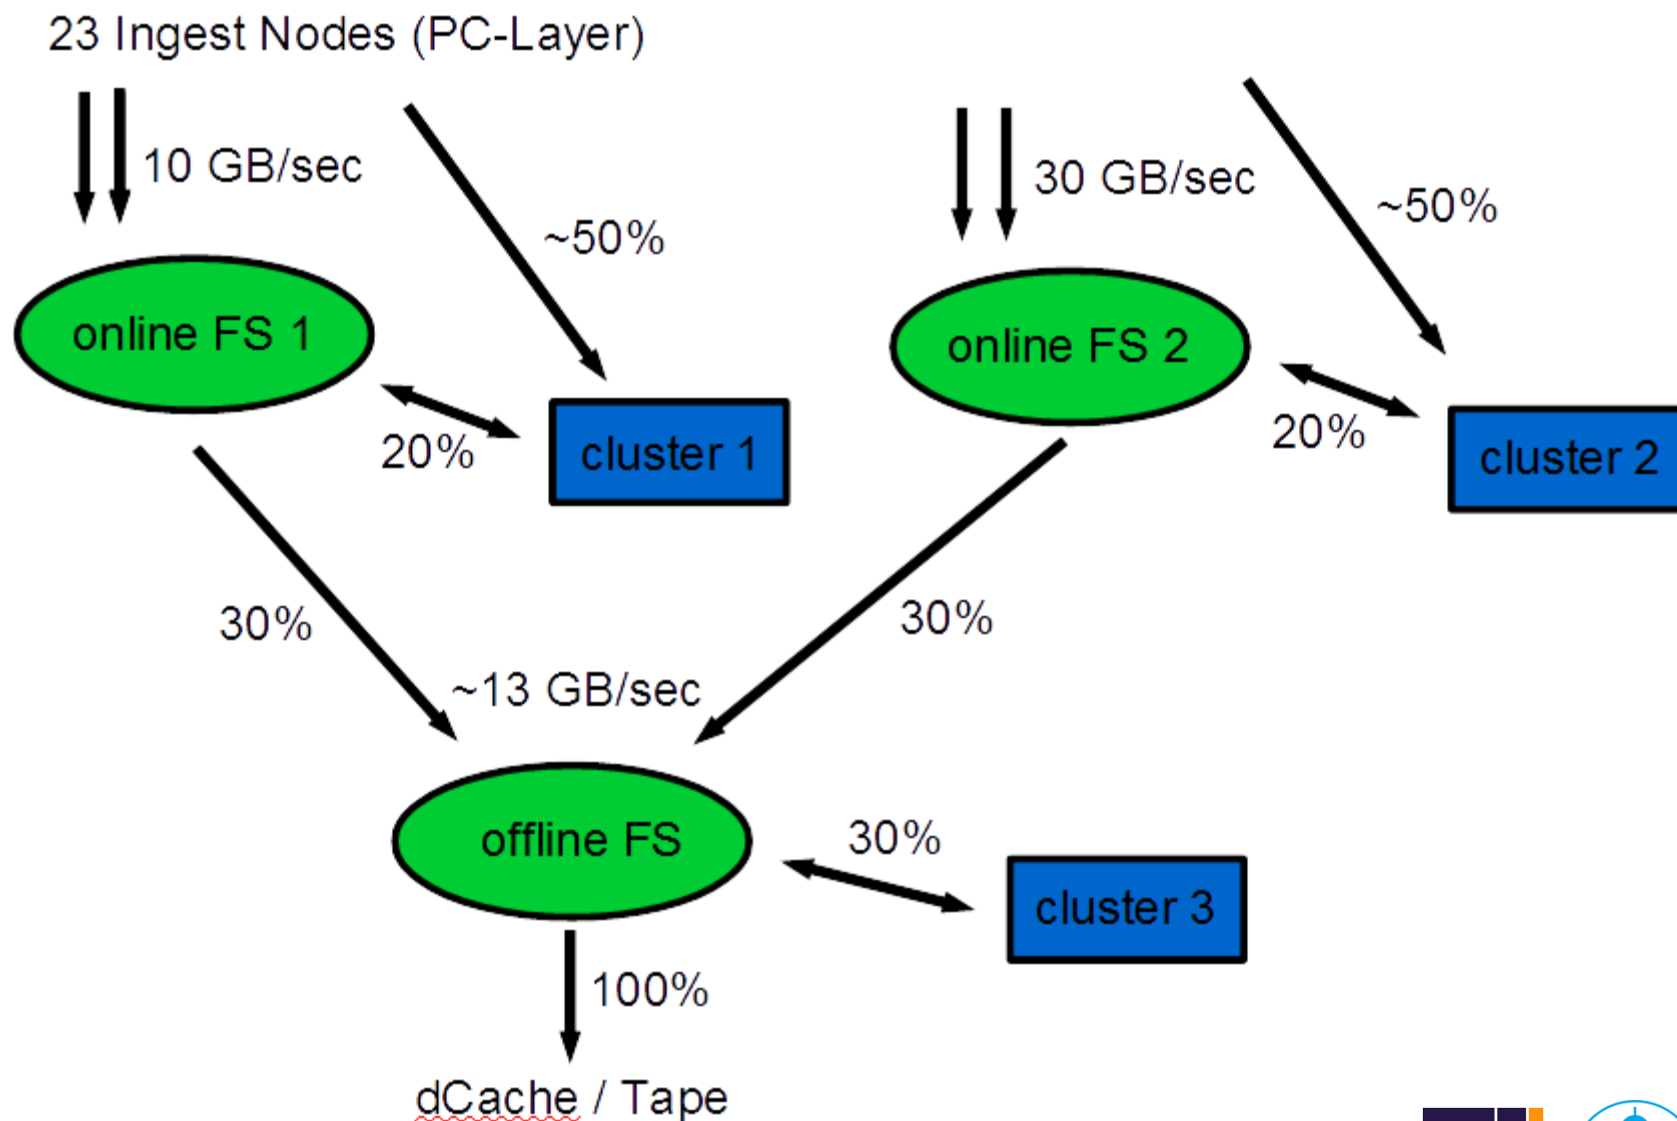 23 Ingest Nodes (PC-Layer)
10 GB/sec
~50%
30 GB/sec
~50%
online FS 1
online FS 2
20%
cluster 1
20%
cluster 2
30%
30%
~13 GB/sec
offline FS
30%
cluster 3
100%
dCache / Tape